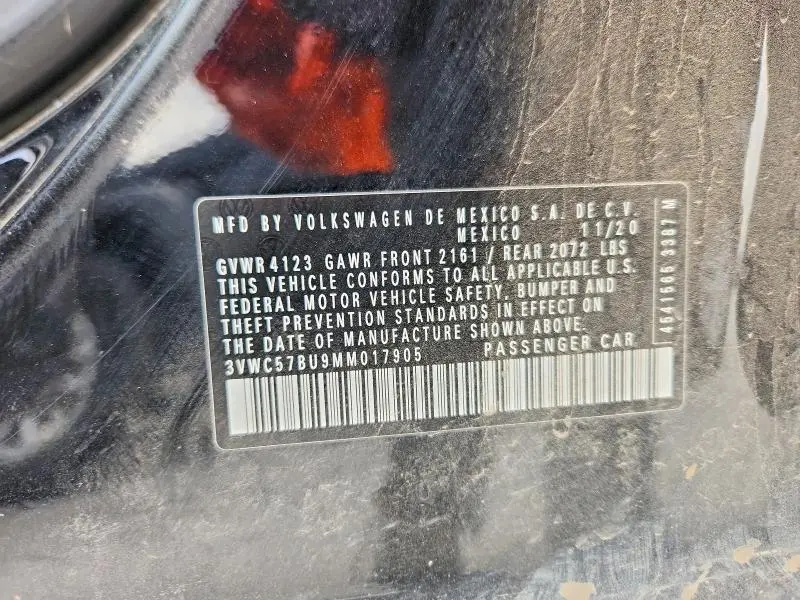 MFD BY VOLKSWAGEN DE MEXICO S.A. DE C.V.
MEXICO 11/20
GVWR 4123 GAWR FRONT 2161 / REAR 2072 LBS
THIS VEHICLE CONFORMS TO ALL APPLICABLE U.S.
FEDERAL MOTOR VEHICLE SAFETY, BUMPER AND
THEFT PREVENTION STANDARDS IN EFFECT ON
THE DATE OF MANUFACTURE SHOWN ABOVE.
3VWC57BU9MM017905 PASSENGER CAR